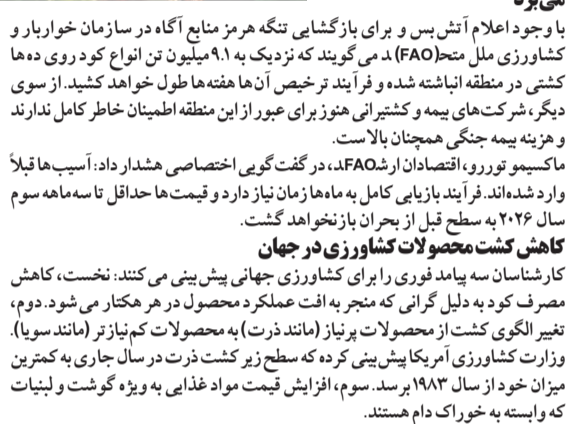 می‌برد
با وجود اعلام آتش‌بس و برای بازگشایی تنگه هرمز منابع آگاه در سازمان خواربار و
کشاورزی ملل متحد(FAO) می گویند که نزدیک به ۹.۱میلیون تن انواع کود روی ده‌ها
کشتی در منطقه انباشته شده و فرآیند ترخیص آن‌ها هفته‌ها طول خواهد کشید. از سوی
دیگر، شرکت‌های بیمه و کشتیرانی هنوز برای عبور از این منطقه اطمینان خاطر کامل ندارند
و هزینه بیمه جنگی همچنان بالاست.
ماکسیمو توررو، اقتصاددان ارشدFAO، در گفت‌گویی اختصاصی هشدار داد: آسیب‌ها قبلاً
وارد شده‌اند. فرآیند بازیابی کامل به ماه‌ها زمان نیاز دارد و قیمت‌ها حداقل تا سه‌ماهه سوم
سال ۲۰۲۶ به سطح قبل از بحران بازنخواهد گشت.
کاهش کشت محصولات کشاورزی در جهان
کارشناسان سه پیامد فوری را برای کشاورزی جهانی پیش‌بینی می کنند: نخست، کاهش
مصرف کود به دلیل گرانی که منجر به افت عملکرد محصول در هر هکتار می شود. دوم،
تغییر الگوی کشت از محصولات پرنیاز (مانند ذرت) به محصولات کم‌نیازتر (مانند سویا).
وزارت کشاورزی آمریکا پیش‌بینی کرده که سطح زیر کشت ذرت در سال جاری به کمترین
میزان خود از سال ۱۹۸۳ برسد. سوم، افزایش قیمت مواد غذایی به ویژه گوشت و لبنیات
که وابسته به خوراک دام هستند.